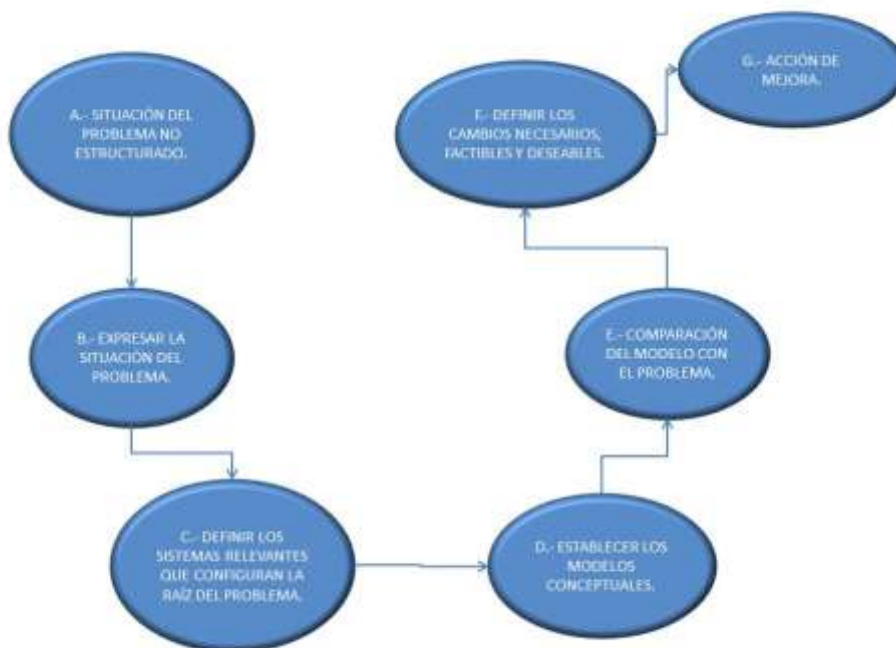 A.- SITUACIÓN DEL
PROBLEMA NO
ESTRUCTURADO.
B.- EXPRESAR LA
SITUACIÓN DEL
PROBLEMA.
C.- DEFINIR LOS
SISTEMAS RELEVANTES
QUE CONFIGURAN LA
RAÍZ DEL PROBLEMA.
D.- ESTABLECER LOS
MODELOS
CONCEPTUALES.
E.- COMPARACIÓN
DEL MODELO CON
EL PROBLEMA.
F.- DEFINIR LOS
CAMBIOS NECESARIOS,
FACTIBLES Y DESEABLES.
G.- ACCIÓN DE
MEJORA.